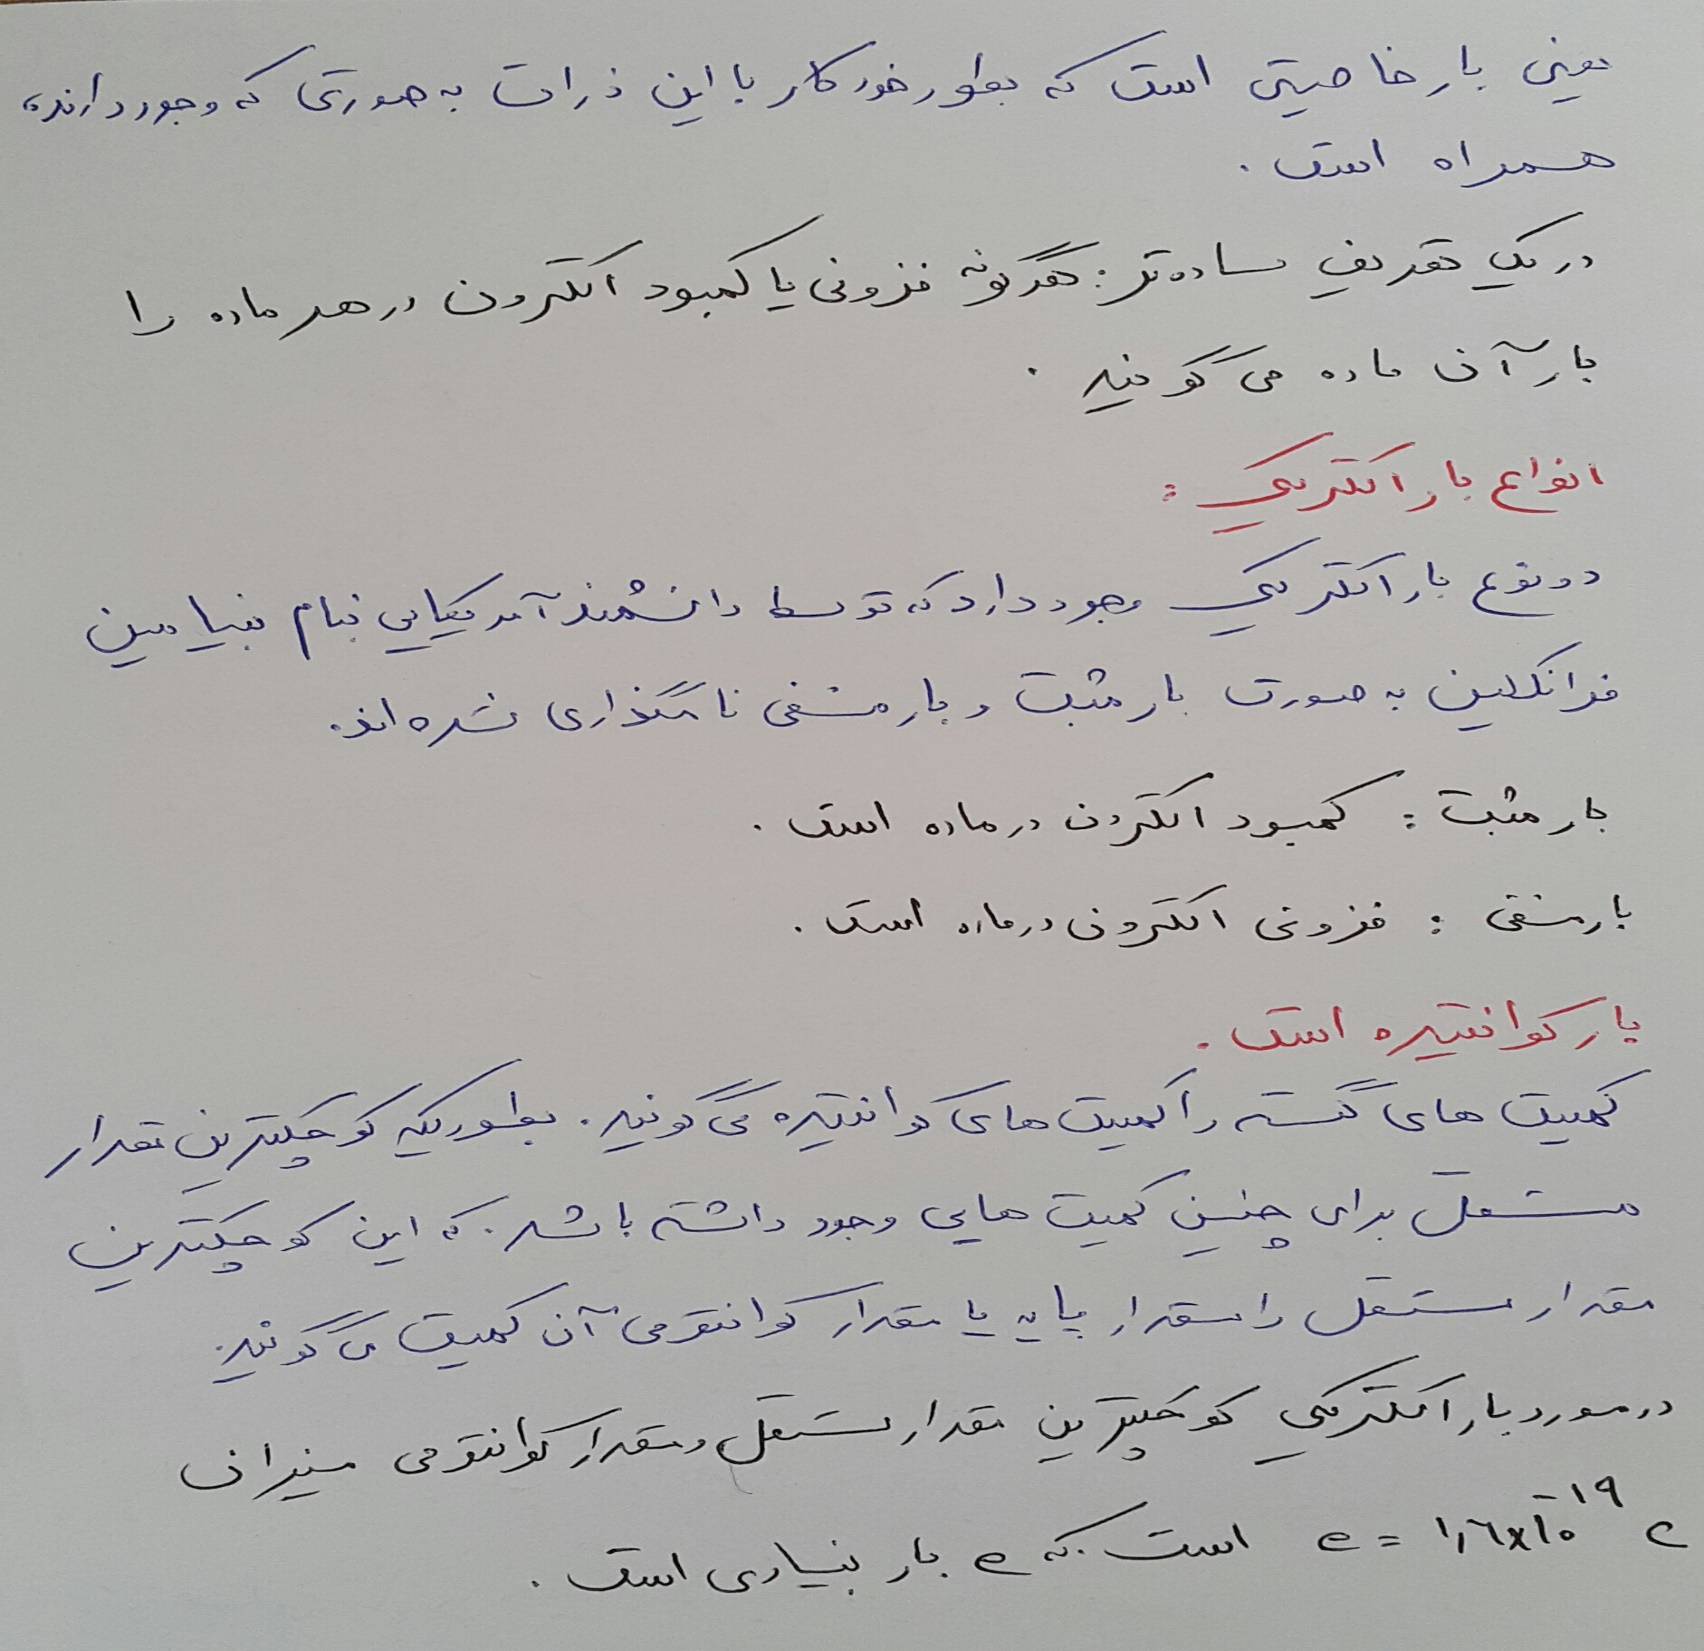 یعنی بار خاصیتی است که بطور خودکار با این ذرات به صورتی که وجود دارند،
همراه است.
در یک تعریف ساده‌تر: هرگونه فزونی یا کمبود الکترون در هر ماده را
بار آن ماده می‌گویند.
انواع بار الکتریکی:
دو نوع بار الکتریکی وجود دارد که توسط دانشمند آمریکایی بنام بنیامین
فرانکلین به صورت بار مثبت و بار منفی نامگذاری شده‌اند.
بار مثبت: کمبود الکترون در ماده است.
بار منفی: فزونی الکترون در ماده است.
بار کوانتیده است.
کمیت های گسسته را کمیت های کوانتیده می‌گویند. بطوریکه کوچکترین مقدار
مستقل برای چنین کمیت هایی وجود داشته باشد. که این کوچکترین
مقدار مستقل را مقدار پایه یا مقدار کوانتومی آن کمیت می‌گویند.
در مورد بار الکتریکی کوچکترین مقدار مستقل و مقدار کوانتومی میزان
e = ۱٫۶×۱۰⁻¹⁹ C است که e بار بنیادی است.